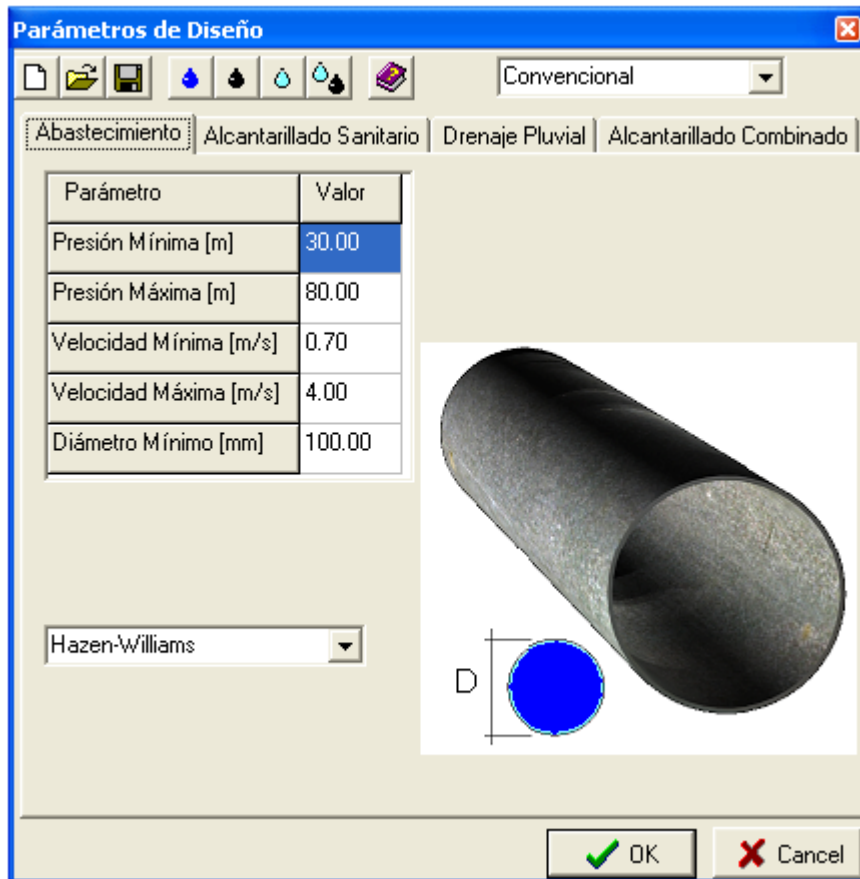 Parámetros de Diseño
Convencional
Abastecimiento Alcantarillado Sanitario Drenaje Pluvial Alcantarillado Combinado
Parámetro Valor
Presión Mínima [m] 30.00
Presión Máxima [m] 80.00
Velocidad Mínima [m/s] 0.70
Velocidad Máxima [m/s] 4.00
Diámetro Mínimo [mm] 100.00
Hazen-Williams
D
OK Cancel